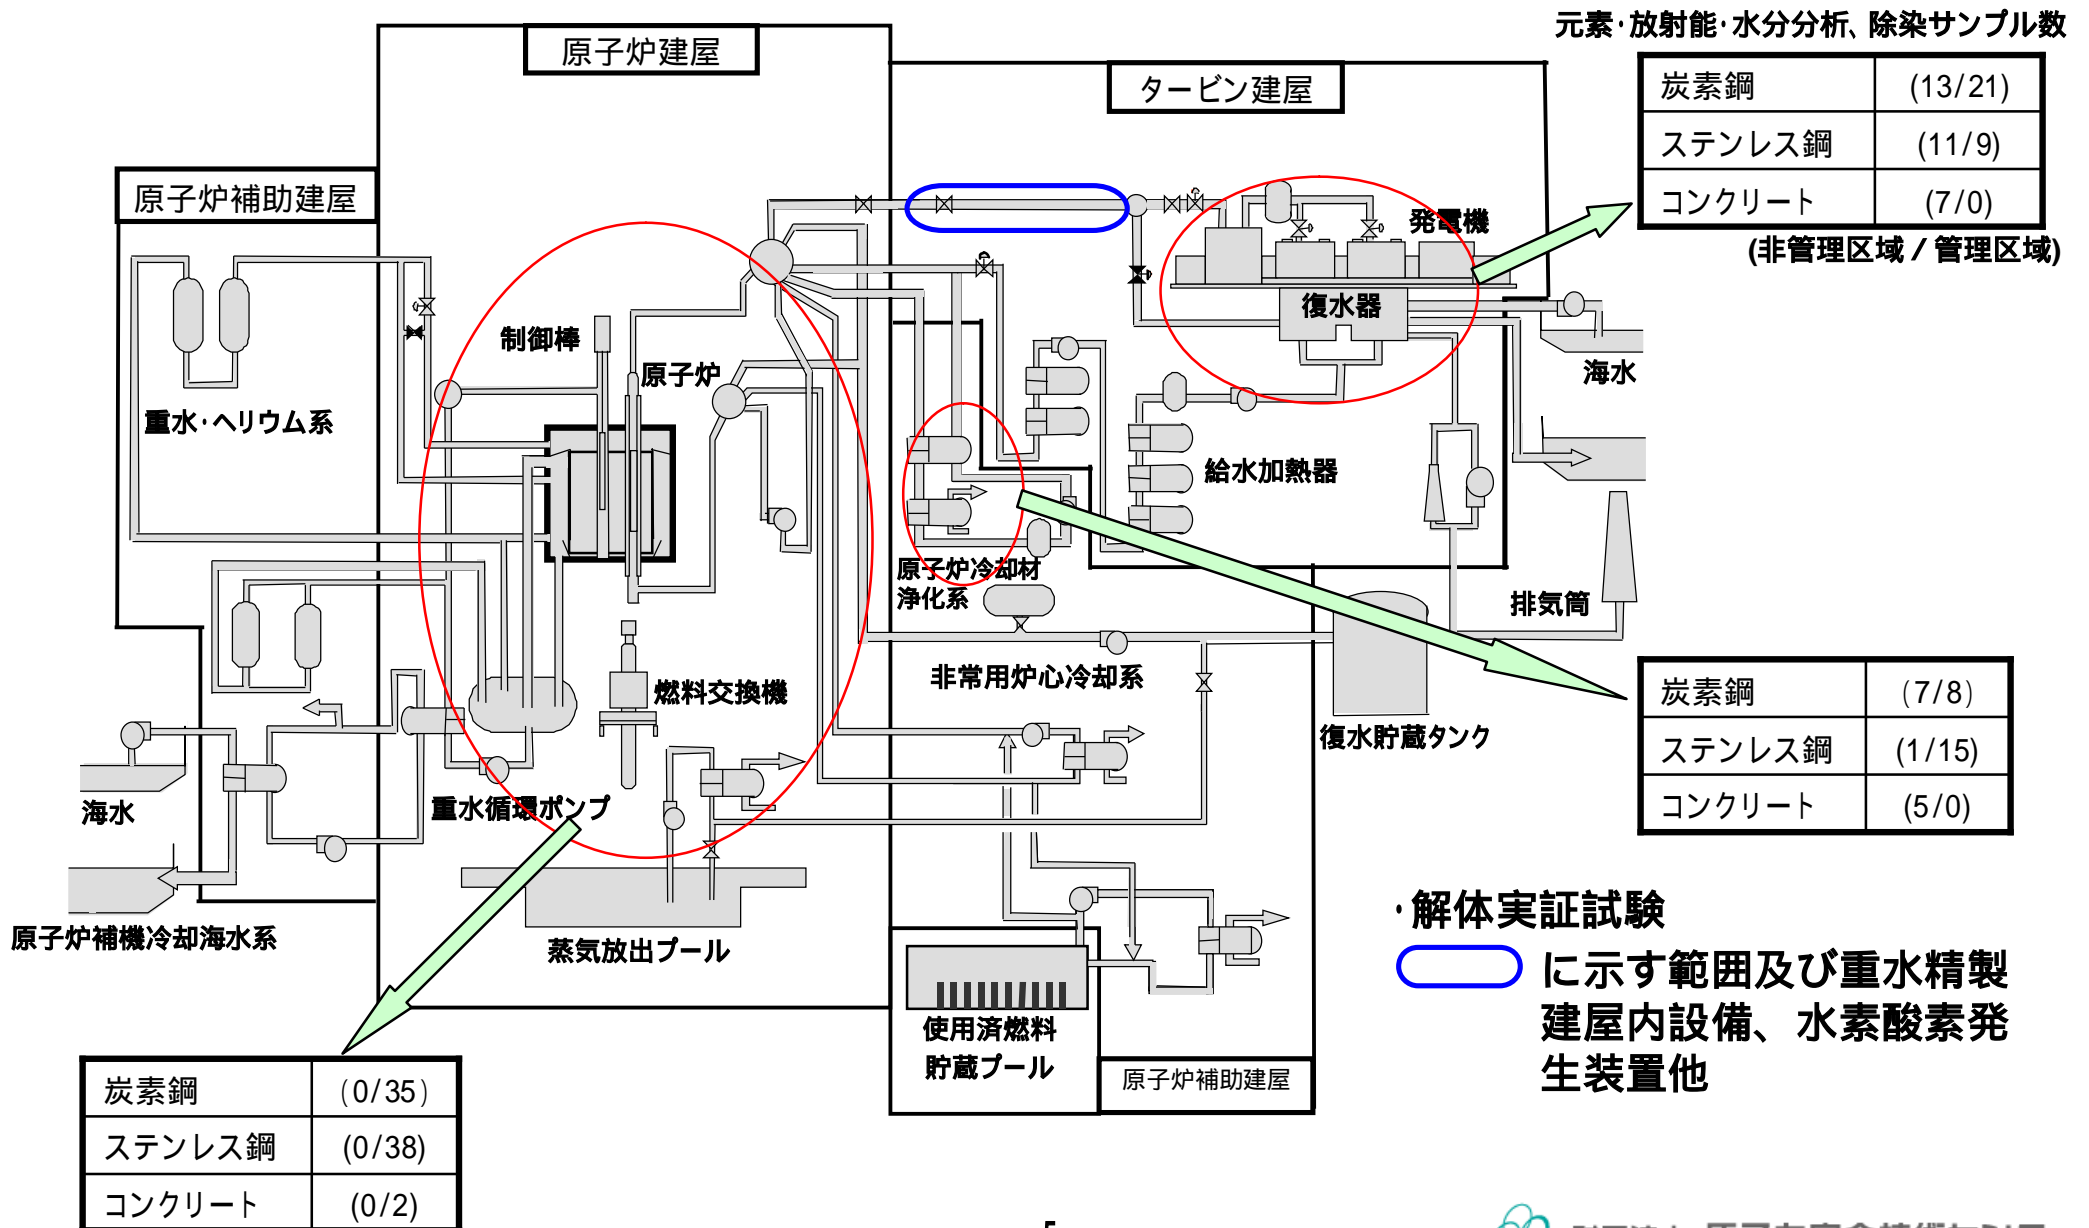 元素･放射能･水分分析、除染サンプル数
炭素鋼 (13/21)
ステンレス鋼 (11/9)
コンクリート (7/0)
(非管理区域 / 管理区域)
原子炉建屋
タービン建屋
原子炉補助建屋
発電機
復水器
海水
制御棒
原子炉
重水･ヘリウム系
給水加熱器
原子炉冷却材
浄化系
排気筒
非常用炉心冷却系
燃料交換機
復水貯蔵タンク
炭素鋼 (7/8)
ステンレス鋼 (1/15)
コンクリート (5/0)
海水
重水循環ポンプ
原子炉補機冷却海水系
蒸気放出プール
使用済燃料
貯蔵プール
原子炉補助建屋
･解体実証試験
に示す範囲及び重水精製
建屋内設備、水素酸素発
生装置他
炭素鋼 (0/35)
ステンレス鋼 (0/38)
コンクリート (0/2)